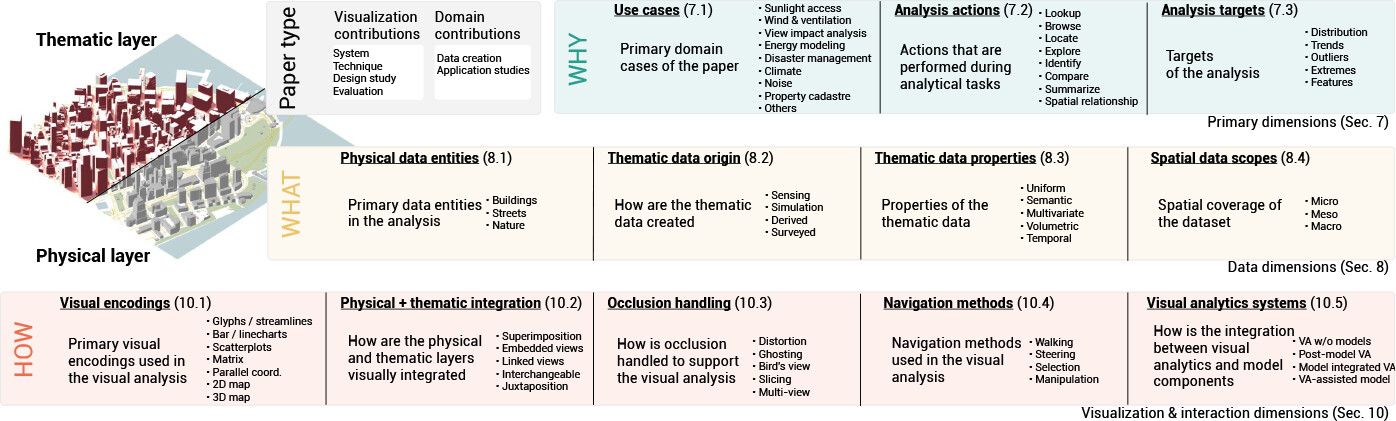 Thematic layer
Physical layer
Paper type
Visualization
contributions
System
Technique
Design study
Evaluation
Domain
contributions
Data creation
Application studies
WHY
Use cases (7.1)
Primary domain
cases of the paper
· Sunlight access
· Wind & ventilation
· View impact analysis
· Energy modeling
· Disaster management
· Climate
· Noise
· Property cadastre
· Others
Analysis actions (7.2)
Actions that are
performed during
analytical tasks
· Lookup
· Browse
· Locate
· Explore
· Identify
· Compare
· Summarize
· Spatial relationship
Analysis targets (7.3)
Targets
of the analysis
· Distribution
· Trends
· Outliers
· Extremes
· Features
Primary dimensions (Sec. 7)
WHAT
Physical data entities (8.1)
Primary data entities
in the analysis
· Buildings
· Streets
· Nature
Thematic data origin (8.2)
How are the thematic
data created
· Sensing
· Simulation
· Derived
· Surveyed
Thematic data properties (8.3)
Properties of the
thematic data
· Uniform
· Semantic
· Multivariate
· Volumetric
· Temporal
Spatial data scopes (8.4)
Spatial coverage of
the dataset
· Micro
· Meso
· Macro
Data dimensions (Sec. 8)
HOW
Visual encodings (10.1)
Primary visual
encodings used in
the visual analysis
· Glyphs / streamlines
· Bar / linecharts
· Scatterplots
· Matrix
· Parallel coord.
· 2D map
· 3D map
Physical + thematic integration (10.2)
How are the physical
and thematic layers
visually integrated
· Superimposition
· Embedded views
· Linked views
· Interchangeable
· Juxtaposition
Occlusion handling (10.3)
How is occlusion
handled to support
the visual analysis
· Distortion
· Ghosting
· Bird's view
· Slicing
· Multi-view
Navigation methods (10.4)
Navigation methods
used in the visual
analysis
· Walking
· Steering
· Selection
· Manipulation
Visual analytics systems (10.5)
How is the integration
between visual
analytics and model
components
· VA w/o models
· Post-model VA
· Model integrated VA
· VA-assisted model
Visualization & interaction dimensions (Sec. 10)